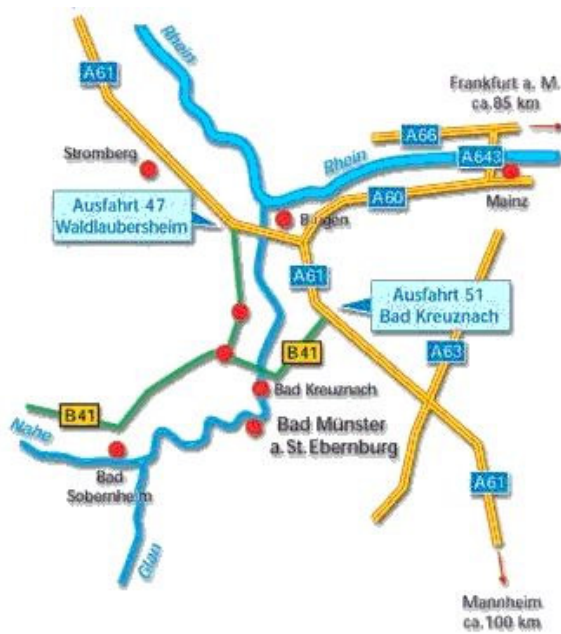 Rhein
A61
Frankfurt a. M.
ca. 85 km
A66
Rhein
A643
Stromberg
A60
Mainz
Ausfahrt 47
Waldlaubersheim
Bingen
A61
Ausfahrt 51
Bad Kreuznach
A63
B41
Bad Kreuznach
B41
Nahe
Bad Münster
a. St. Ebernburg
Bad
Sobernheim
A61
Glan
Mannheim
ca. 100 km